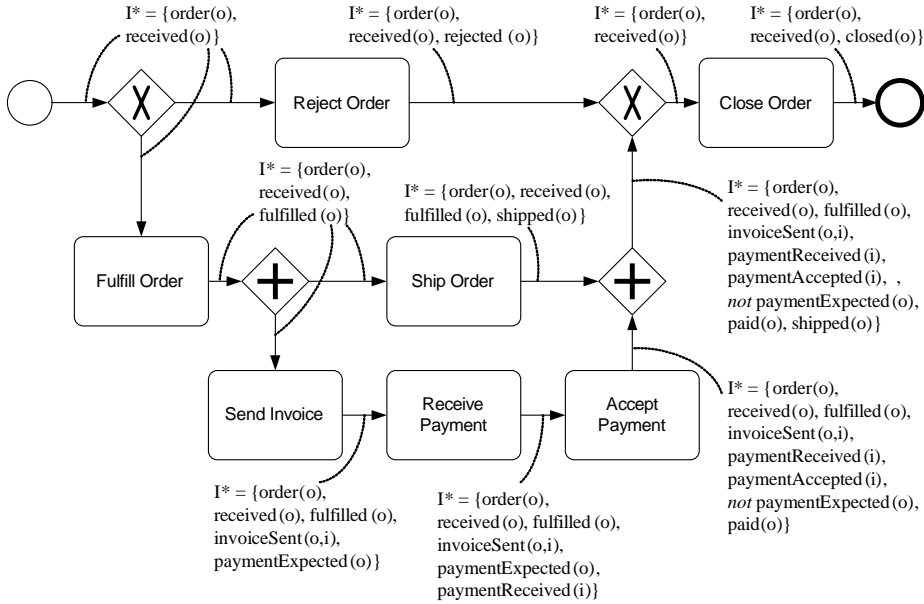 I* = {order(o),
received(o)}
I* = {order(o),
received(o), rejected (o)}
I* = {order(o),
received(o)}
I* = {order(o),
received(o), closed(o)}
Reject Order
Close Order
I* = {order(o),
received(o),
fulfilled (o)}
I* = {order(o), received(o),
fulfilled(o), shipped(o)}
I* = {order(o),
received(o), fulfilled(o),
invoiceSent(o,i),
paymentReceived(i),
paymentAccepted(i), ,
not paymentExpected(o),
paid(o), shipped(o)}
Fulfill Order
Ship Order
Send Invoice
Receive
Payment
Accept
Payment
I* = {order(o),
received(o), fulfilled(o),
invoiceSent(o,i),
paymentReceived(i),
paymentAccepted(i),
not paymentExpected(o),
paid(o)}
I* = {order(o),
received(o), fulfilled (o),
invoiceSent(o,i),
paymentExpected(o)}
I* = {order(o),
received(o), fulfilled(o),
invoiceSent(o,i),
paymentExpected(o),
paymentReceived(i)}